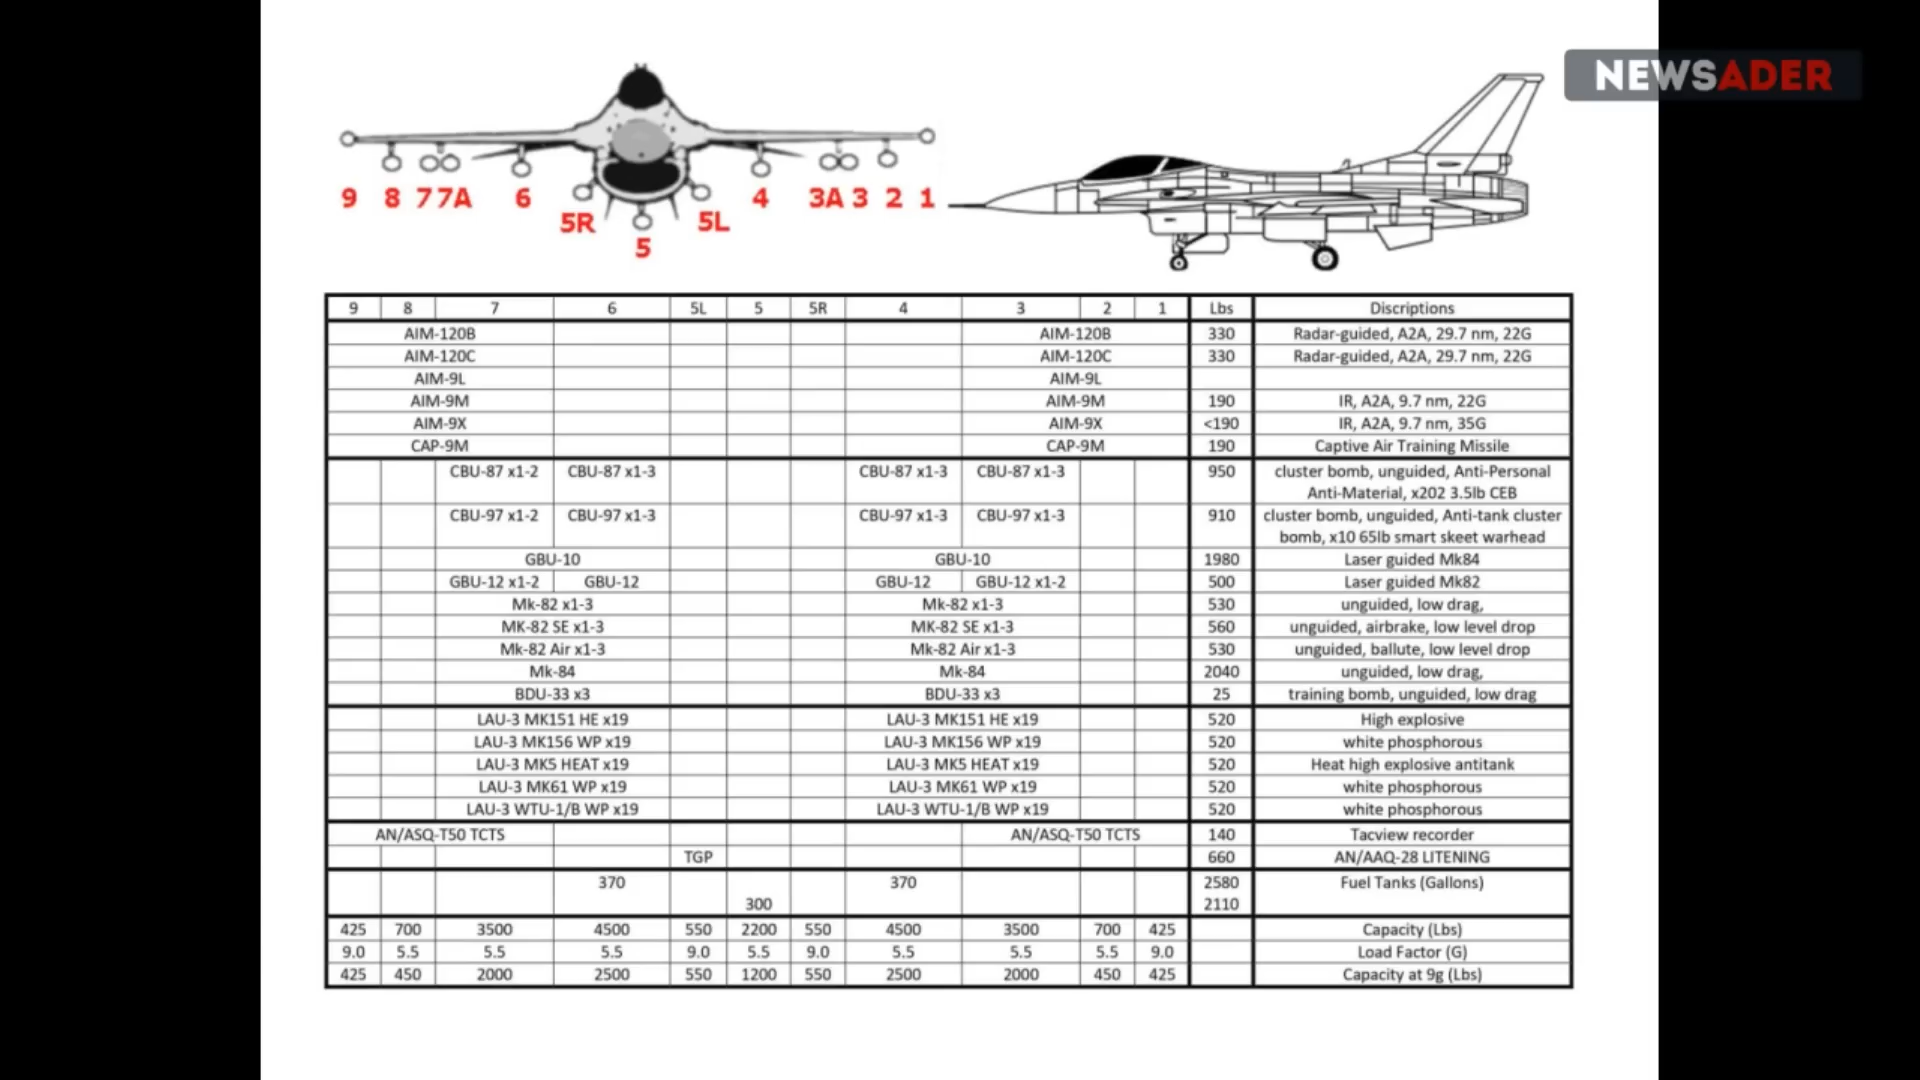 NEWSADER
9 8 7 7A 6 4 3A 3 2 1
5R 5L
5
9 8 7 6 5L 5 5R 4 3 2 1 Lbs Discriptions
AIM-120B AIM-120B 330 Radar-guided, A2A, 29.7 nm, 22G
AIM-120C AIM-120C 330 Radar-guided, A2A, 29.7 nm, 22G
AIM-9L AIM-9L
AIM-9M AIM-9M 190 IR, A2A, 9.7 nm, 22G
AIM-9X AIM-9X <190 IR, A2A, 9.7 nm, 35G
CAP-9M CAP-9M 190 Captive Air Training Missile
CBU-87 x1-2 CBU-87 x1-3 CBU-87 x1-3 CBU-87 x1-3 950 cluster bomb, unguided, Anti-Personal
Anti-Material, x202 3.5lb CEB
CBU-97 x1-2 CBU-97 x1-3 CBU-97 x1-3 CBU-97 x1-3 910 cluster bomb, unguided, Anti-tank cluster
bomb, x10 65lb smart skeet warhead
GBU-10 GBU-10 1980 Laser guided Mk84
GBU-12 x1-2 GBU-12 GBU-12 GBU-12 x1-2 500 Laser guided Mk82
Mk-82 x1-3 Mk-82 x1-3 530 unguided, low drag,
MK-82 SE x1-3 MK-82 SE x1-3 560 unguided, airbrake, low level drop
Mk-82 Air x1-3 Mk-82 Air x1-3 530 unguided, ballute, low level drop
Mk-84 Mk-84 2040 unguided, low drag,
BDU-33 x3 BDU-33 x3 25 training bomb, unguided, low drag
LAU-3 MK151 HE x19 LAU-3 MK151 HE x19 520 High explosive
LAU-3 MK156 WP x19 LAU-3 MK156 WP x19 520 white phosphorous
LAU-3 MK5 HEAT x19 LAU-3 MK5 HEAT x19 520 Heat high explosive antitank
LAU-3 MK61 WP x19 LAU-3 MK61 WP x19 520 white phosphorous
LAU-3 WTU-1/B WP x19 LAU-3 WTU-1/B WP x19 520 white phosphorous
AN/ASQ-T50 TCTS AN/ASQ-T50 TCTS 140 Tacview recorder
TGP 660 AN/AAQ-28 LITENING
370 370 2580 Fuel Tanks (Gallons)
300 2110
425 700 3500 4500 550 2200 550 4500 3500 700 425 Capacity (Lbs)
9.0 5.5 5.5 5.5 9.0 5.5 9.0 5.5 5.5 5.5 9.0 Load Factor (G)
425 450 2000 2500 550 1200 550 2500 2000 450 425 Capacity at 9g (Lbs)